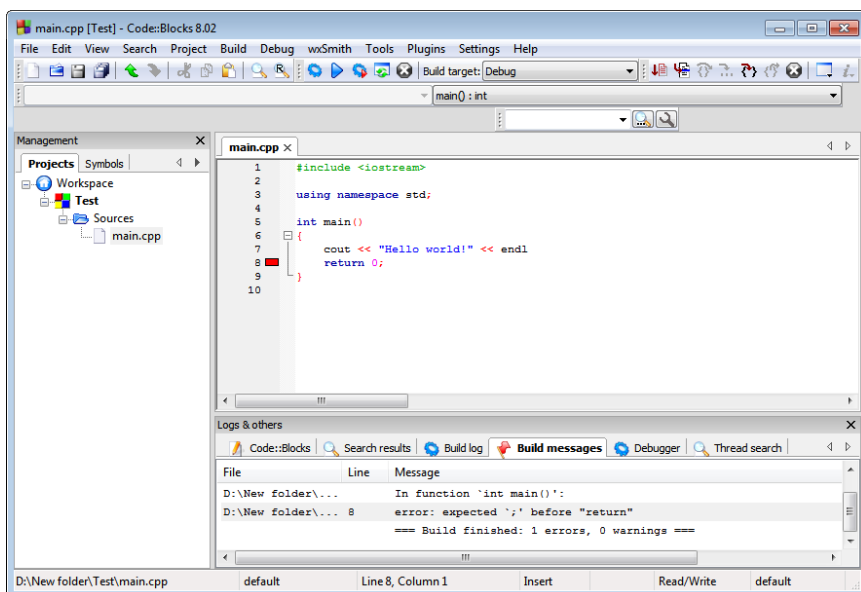 main.cpp [Test] - Code::Blocks 8.02
File Edit View Search Project Build Debug wxSmith Tools Plugins Settings Help
Build target: Debug
main() : int
Management
Projects Symbols
Workspace
Test
Sources
main.cpp
main.cpp
1 #include <iostream>
2
3 using namespace std;
4
5 int main()
6 {
7 cout << "Hello world!" << endl
8 return 0;
9 }
10
Logs & others
Code::Blocks Search results Build log Build messages Debugger Thread search
File Line Message
D:\New folder\... In function `int main()':
D:\New folder\... 8 error: expected `;' before "return"
=== Build finished: 1 errors, 0 warnings ===
D:\New folder\Test\main.cpp default Line 8, Column 1 Insert Read/Write default